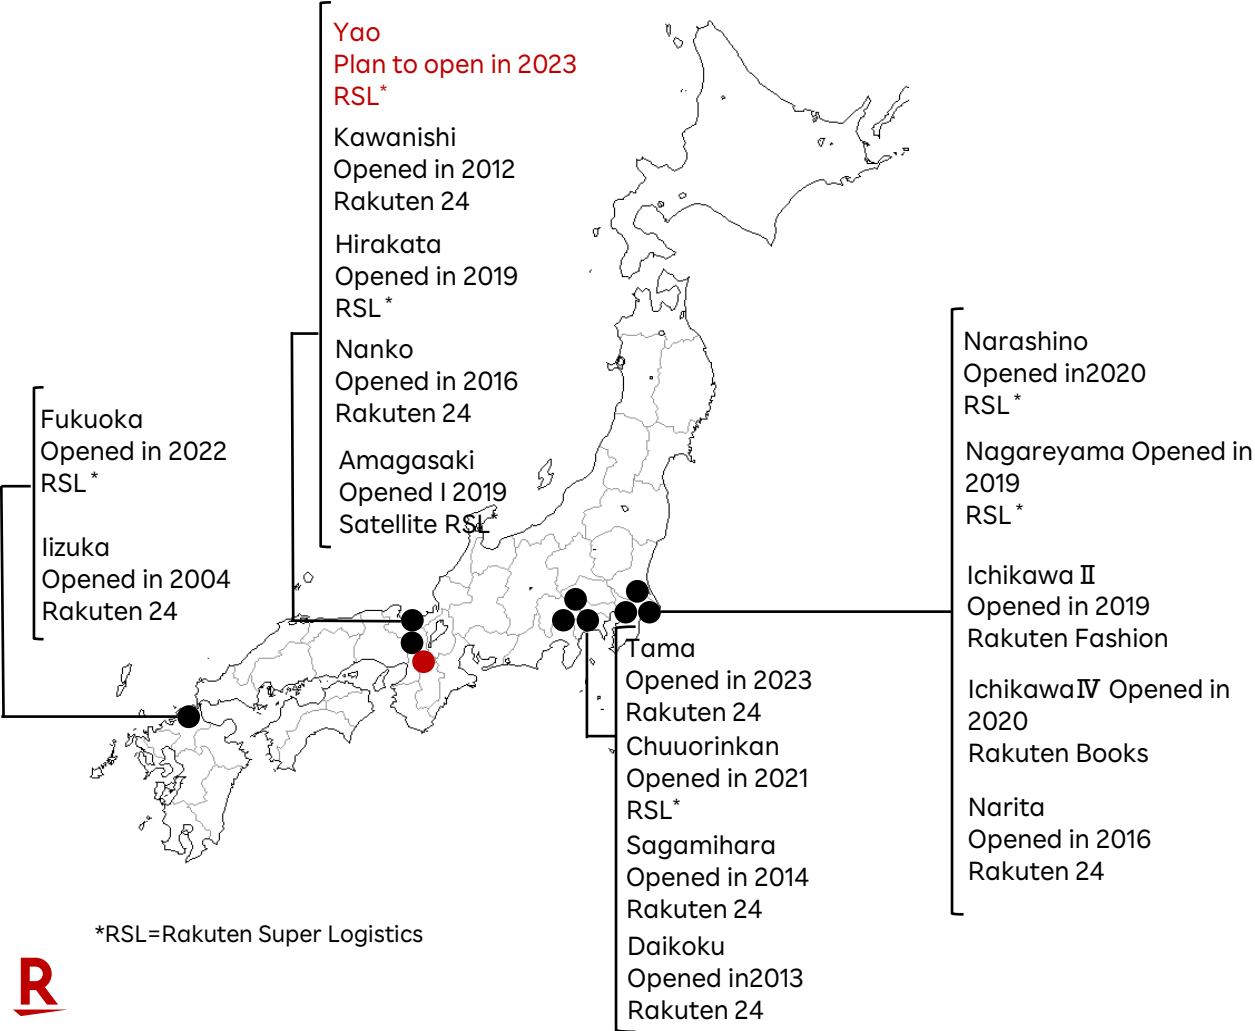 Yao
Plan to open in 2023
RSL*
Kawanishi
Opened in 2012
Rakuten 24
Hirakata
Opened in 2019
RSL*
Nanko
Opened in 2016
Rakuten 24
Amagasaki
Opened I 2019
Satellite RSL*
Fukuoka
Opened in 2022
RSL*
Iizuka
Opened in 2004
Rakuten 24
Narashino
Opened in2020
RSL*
Nagareyama Opened in
2019
RSL*
Ichikawa Ⅱ
Opened in 2019
Rakuten Fashion
IchikawaⅣ Opened in
2020
Rakuten Books
Narita
Opened in 2016
Rakuten 24
Tama
Opened in 2023
Rakuten 24
Chuuorinkan
Opened in 2021
RSL*
Sagamihara
Opened in 2014
Rakuten 24
Daikoku
Opened in2013
Rakuten 24
*RSL=Rakuten Super Logistics
R